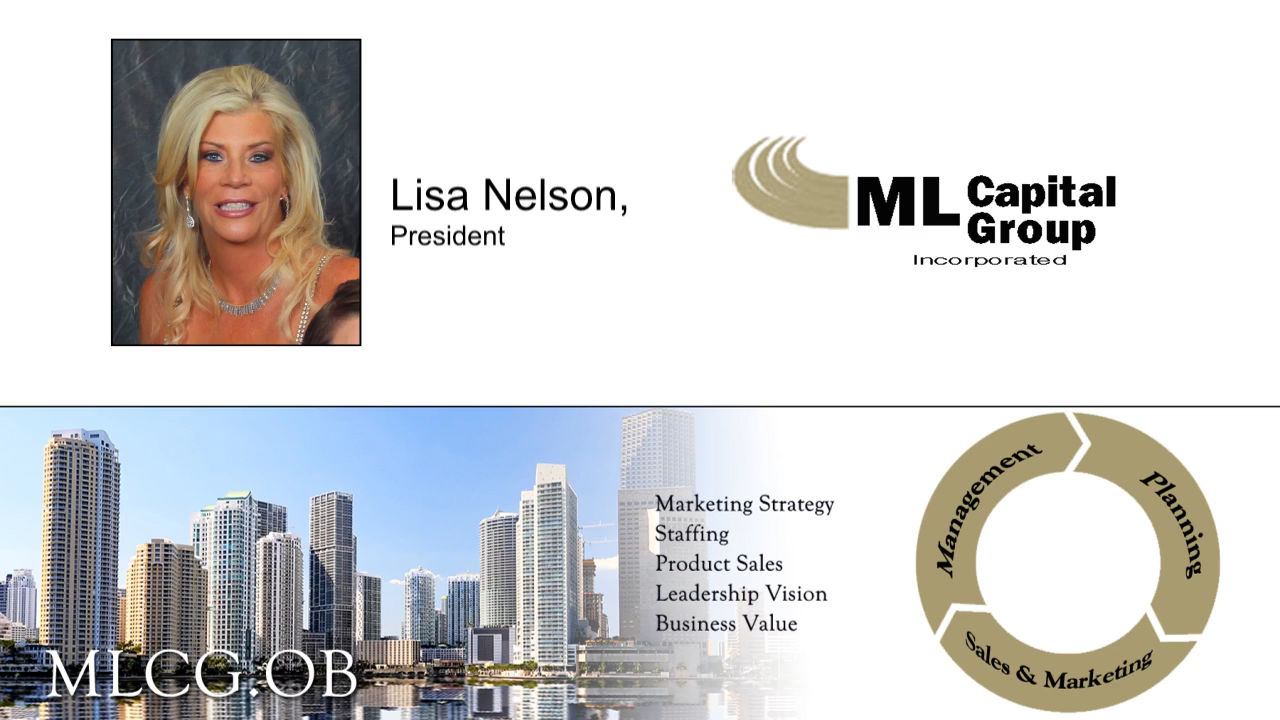 Lisa Nelson,
President
ML Capital
Group
Incorporated
Marketing Strategy
Staffing
Product Sales
Leadership Vision
Business Value
MLCG.OB
Management
Planning
Sales & Marketing